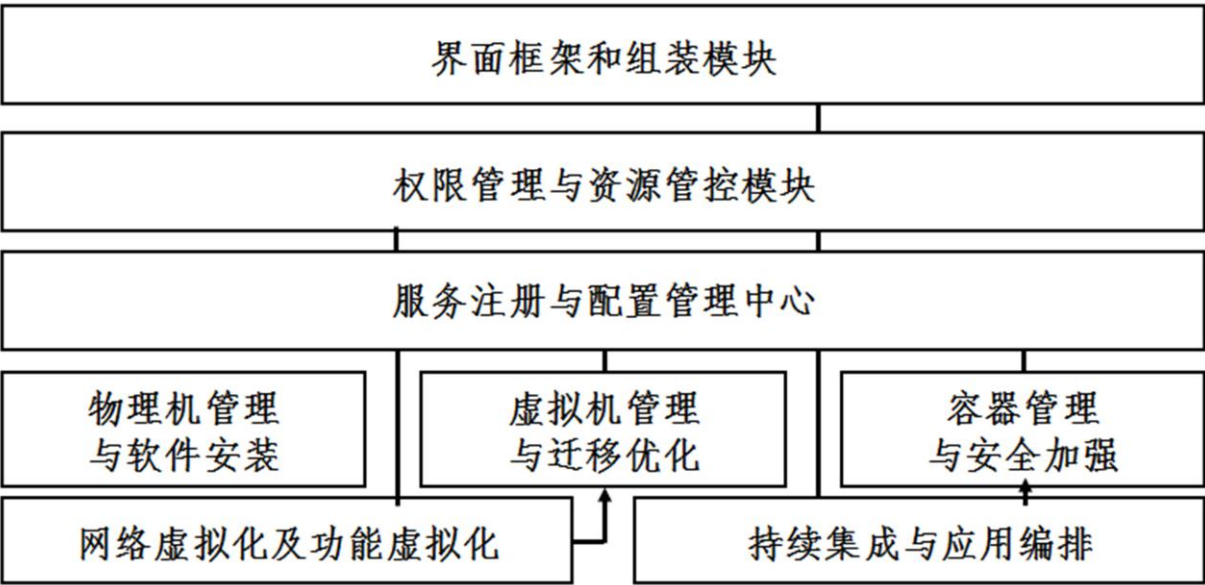 界面框架和组装模块
权限管理与资源管控模块
服务注册与配置管理中心
物理机管理
与软件安装
虚拟机管理
与迁移优化
容器管理
与安全加强
网络虚拟化及功能虚拟化
持续集成与应用编排